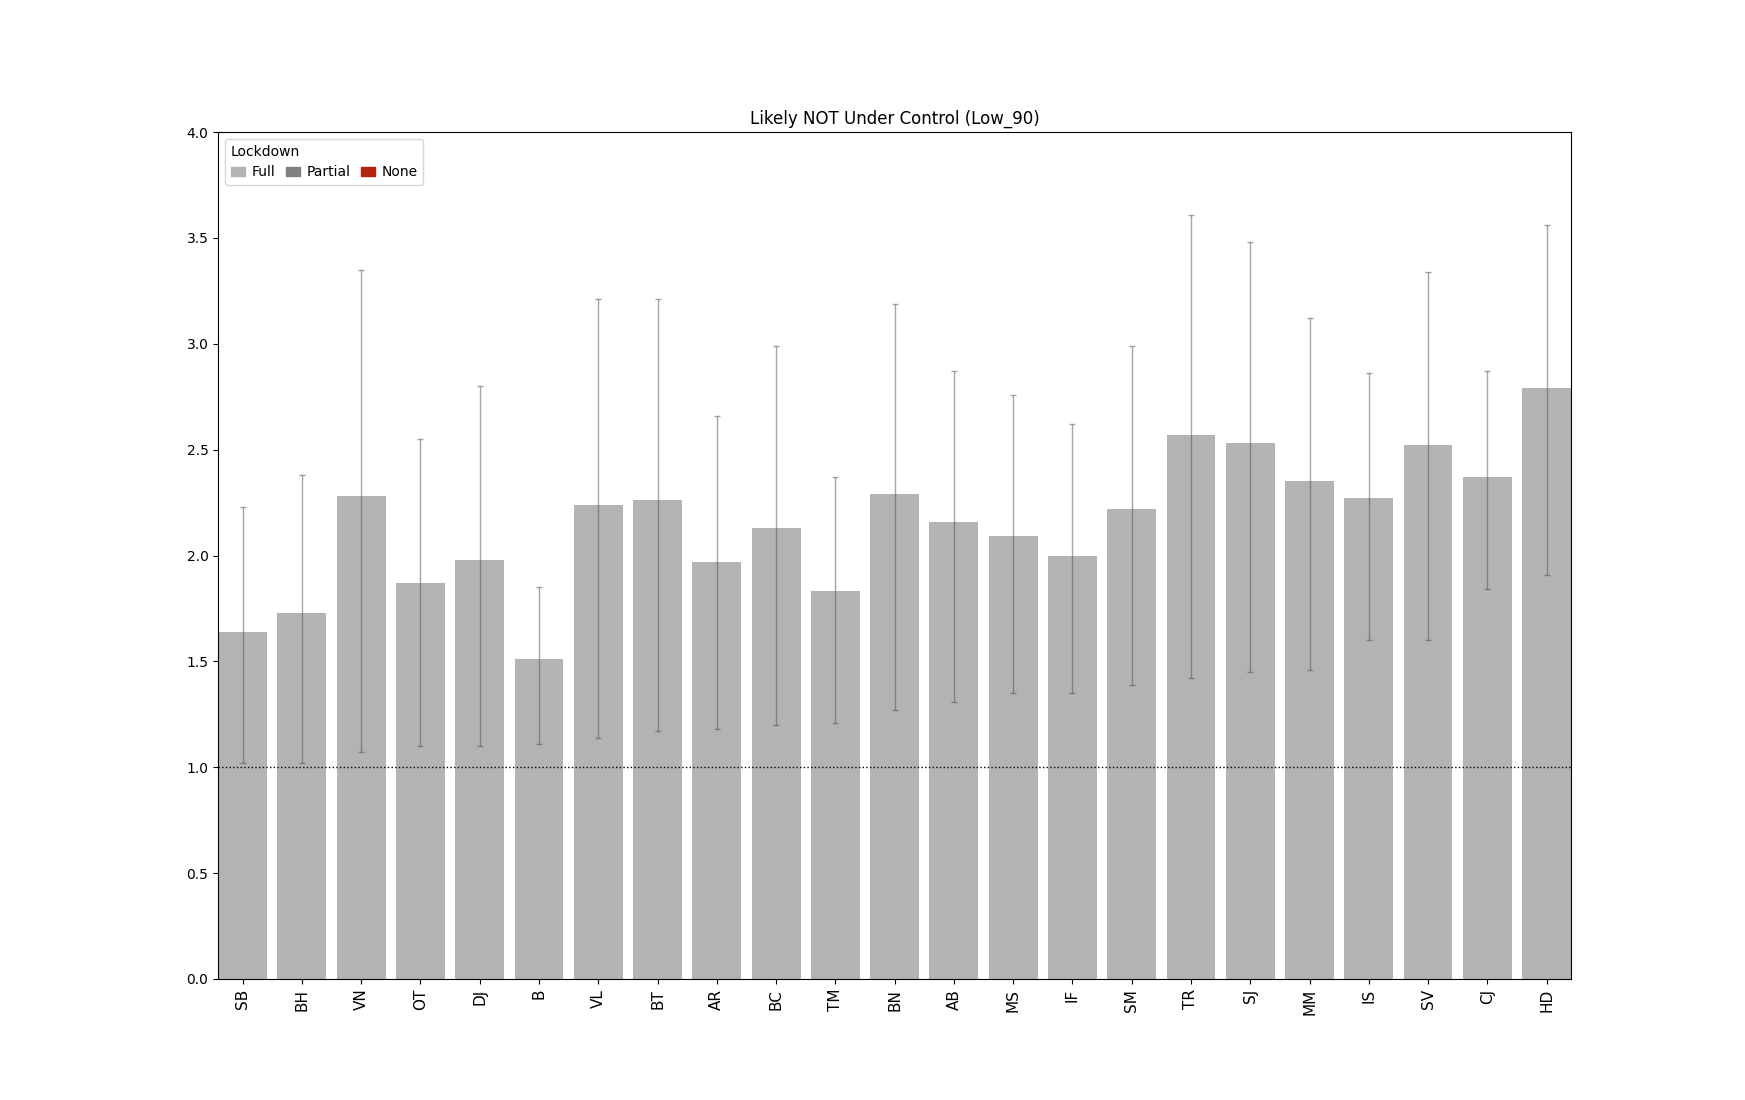 Likely NOT Under Control (Low_90)
Lockdown
Full Partial None
4.0
3.5
3.0
2.5
2.0
1.5
1.0
0.5
0.0
SB BH VN OT DJ B VL BT AR BC TM BN AB MS IF SM TR SJ MM IS SV CJ HD